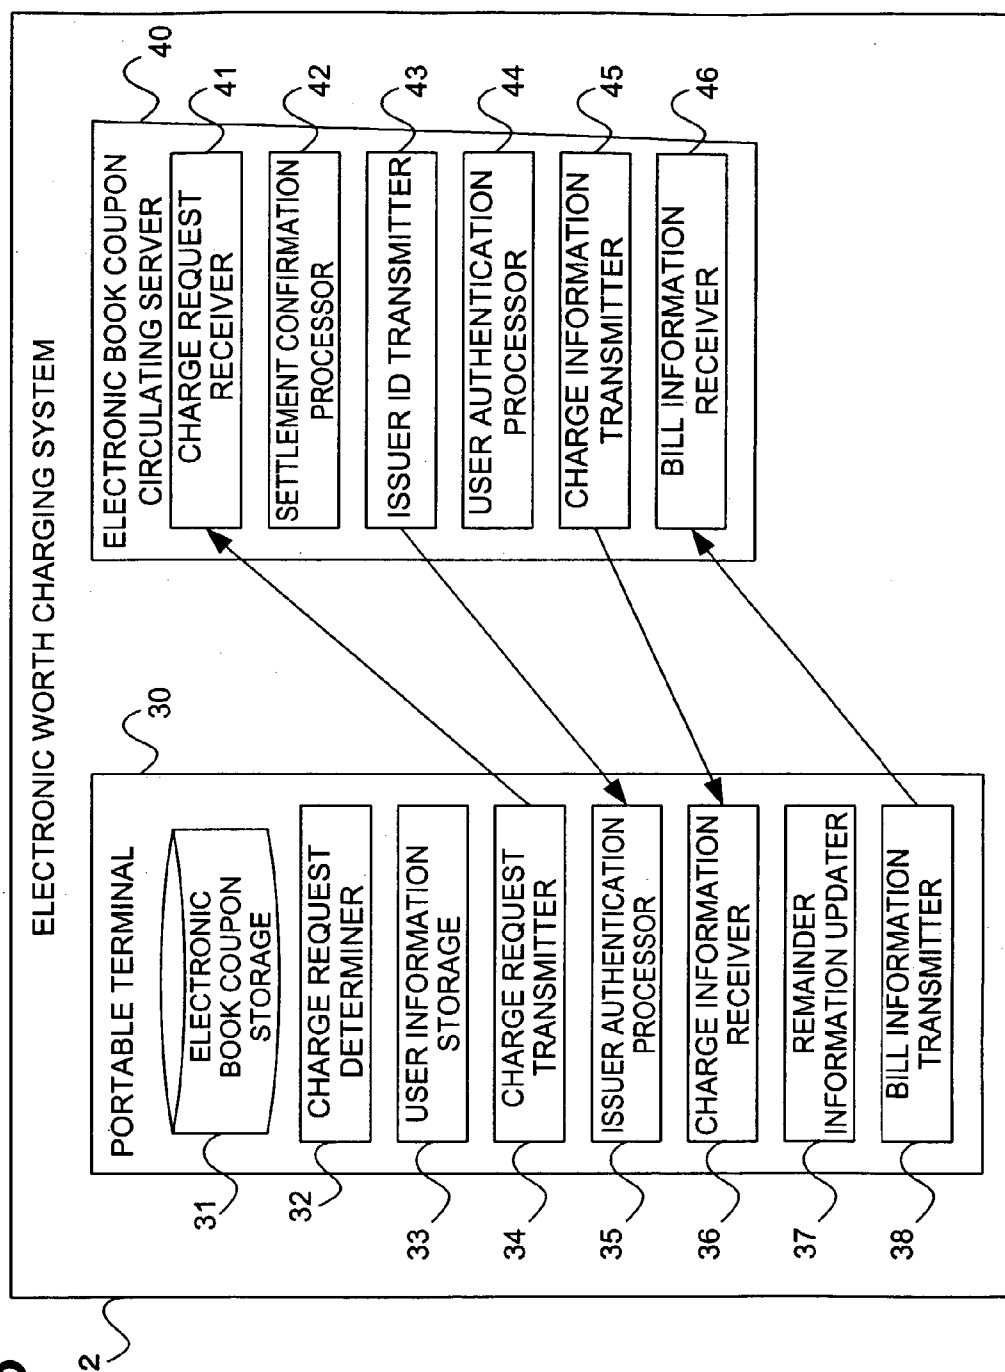 ELECTRONIC WORTH CHARGING SYSTEM
2
PORTABLE TERMINAL
30
ELECTRONIC
BOOK COUPON
STORAGE
31
CHARGE REQUEST
DETERMINER
32
USER INFORMATION
STORAGE
33
CHARGE REQUEST
TRANSMITTER
34
ISSUER AUTHENTICATION
PROCESSOR
35
CHARGE INFORMATION
RECEIVER
36
REMAINDER
INFORMATION UPDATER
37
BILL INFORMATION
TRANSMITTER
38
ELECTRONIC BOOK COUPON
CIRCULATING SERVER
40
CHARGE REQUEST
RECEIVER
41
SETTLEMENT CONFIRMATION
PROCESSOR
42
ISSUER ID TRANSMITTER
43
USER AUTHENTICATION
PROCESSOR
44
CHARGE INFORMATION
TRANSMITTER
45
BILL INFORMATION
RECEIVER
46